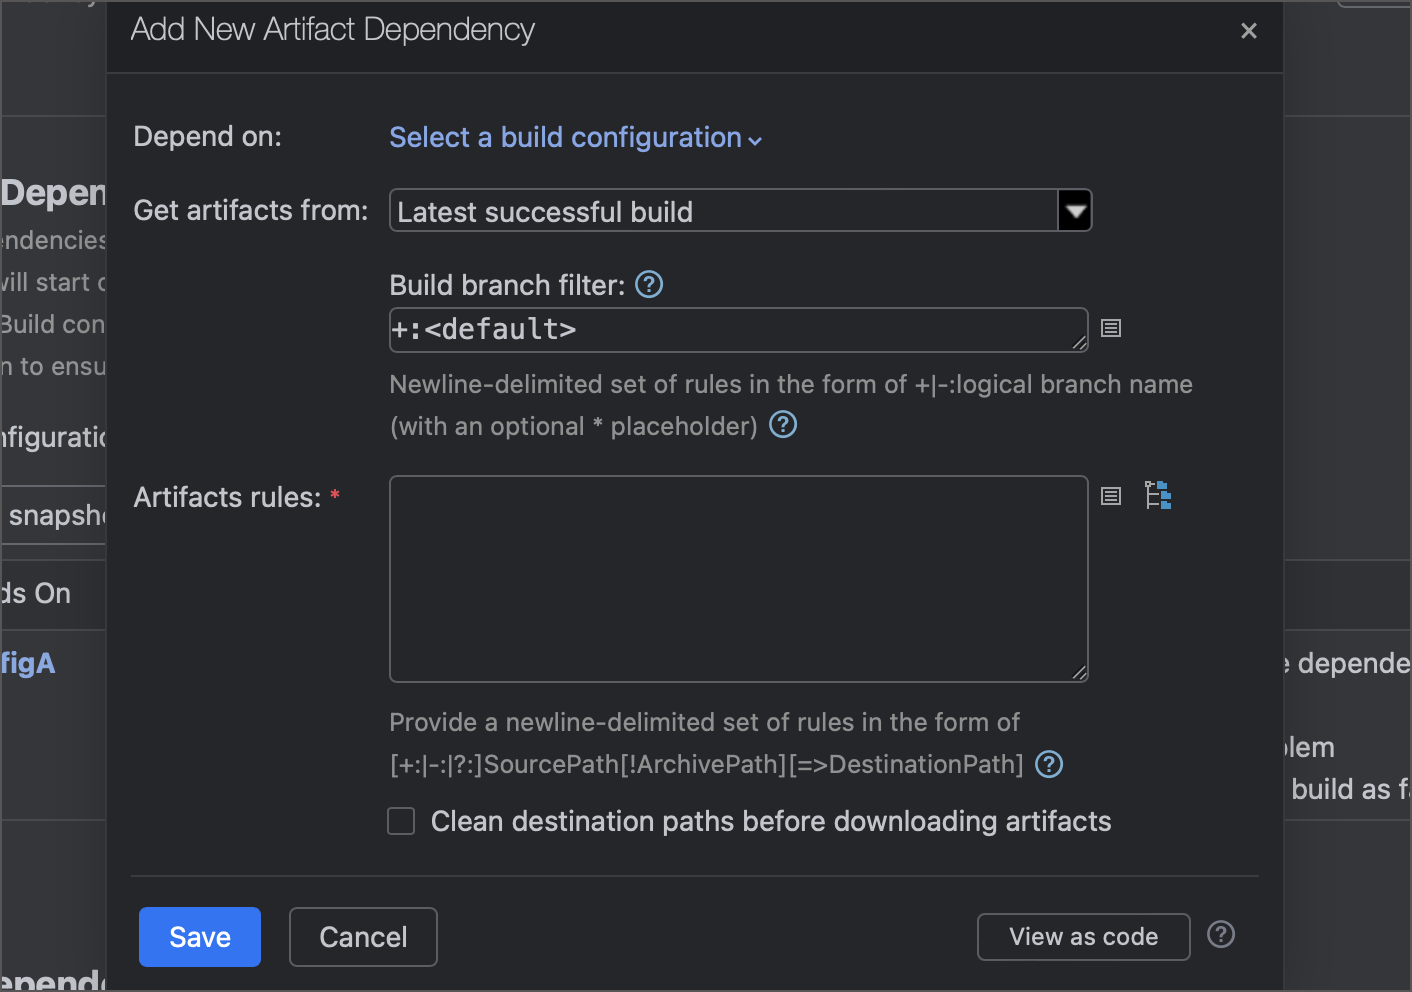 Add New Artifact Dependency
×
Depend on:
Select a build configuration
Get artifacts from:
Latest successful build
Build branch filter: ?
+:<default>
Newline-delimited set of rules in the form of +|-:logical branch name
(with an optional * placeholder) ?
Artifacts rules: *
Provide a newline-delimited set of rules in the form of
[+:|-:|?:]SourcePath[!ArchivePath][=>DestinationPath] ?
Clean destination paths before downloading artifacts
Save
Cancel
View as code ?
Depen
ndencies
will start
Build con
n to ensu
nfiguratio
snapsh
ds On
figA
e depende
lem
build as f
epend